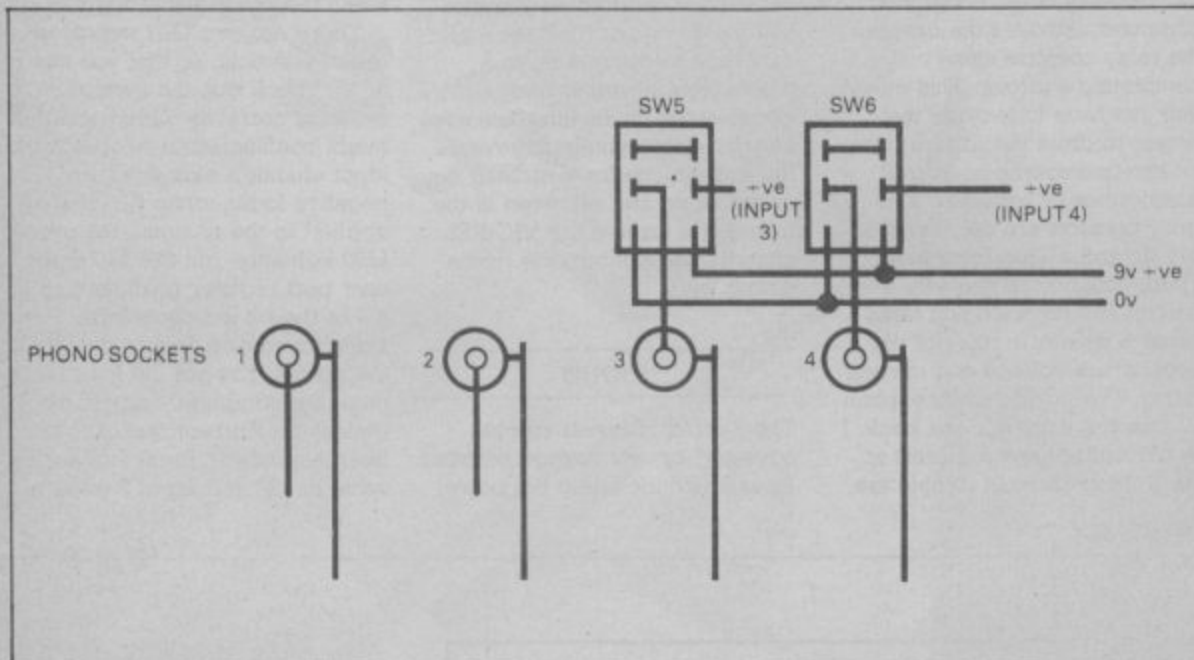 SW5 SW6
+ve +ve
(INPUT (INPUT 4)
3)
9v +ve
0v
PHONO SOCKETS 1 2 3 4